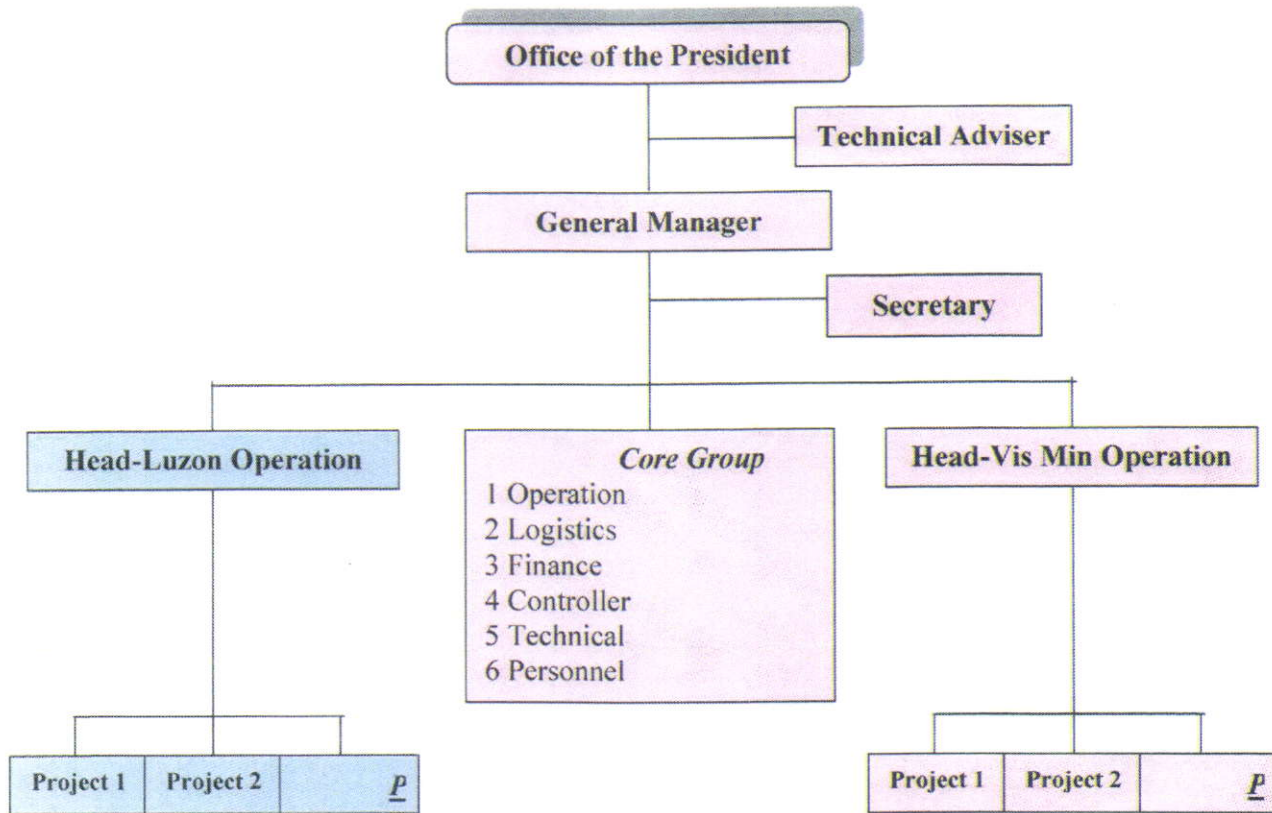 Office of the President
Technical Adviser
General Manager
Secretary
Head-Luzon Operation
Core Group
1 Operation
2 Logistics
3 Finance
4 Controller
5 Technical
6 Personnel
Head-Vis Min Operation
Project 1
Project 2
P
Project 1
Project 2
P